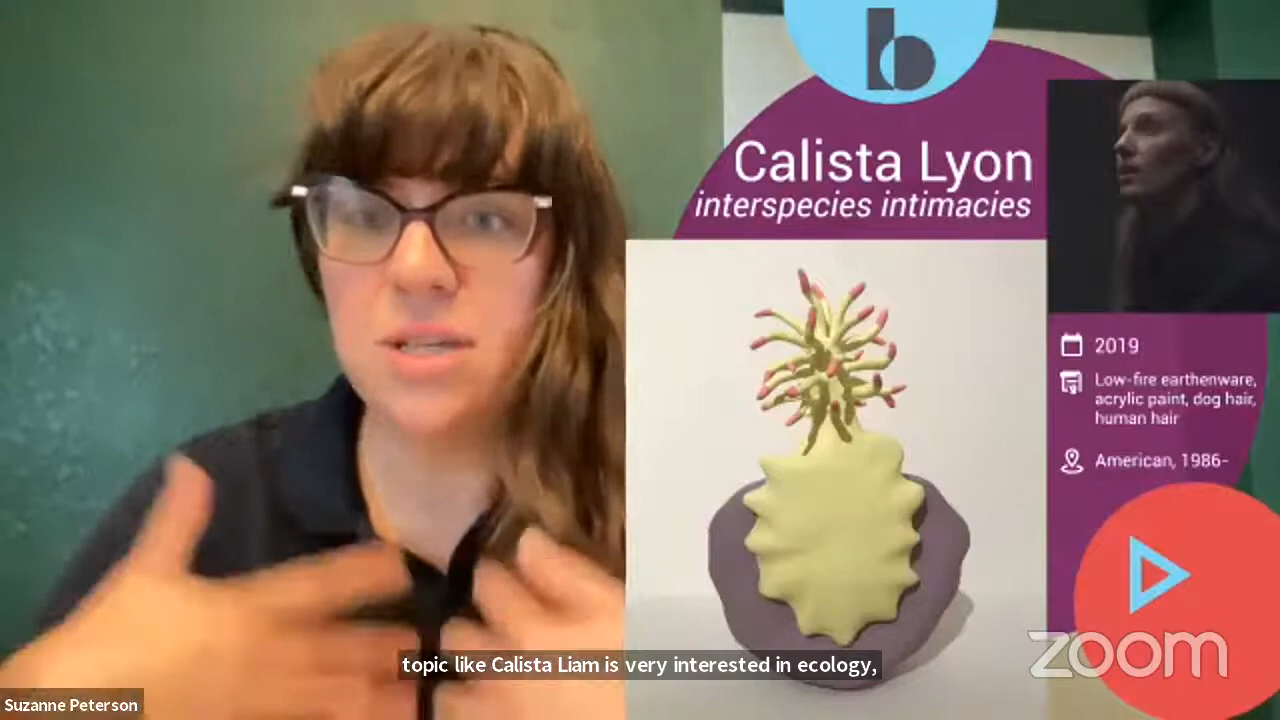 b
Calista Lyon
interspecies intimacies
2019
Low-fire earthenware,
acrylic paint, dog hair,
human hair
American, 1986-
zoom
topic like Calista Liam is very interested in ecology,
Suzanne Peterson